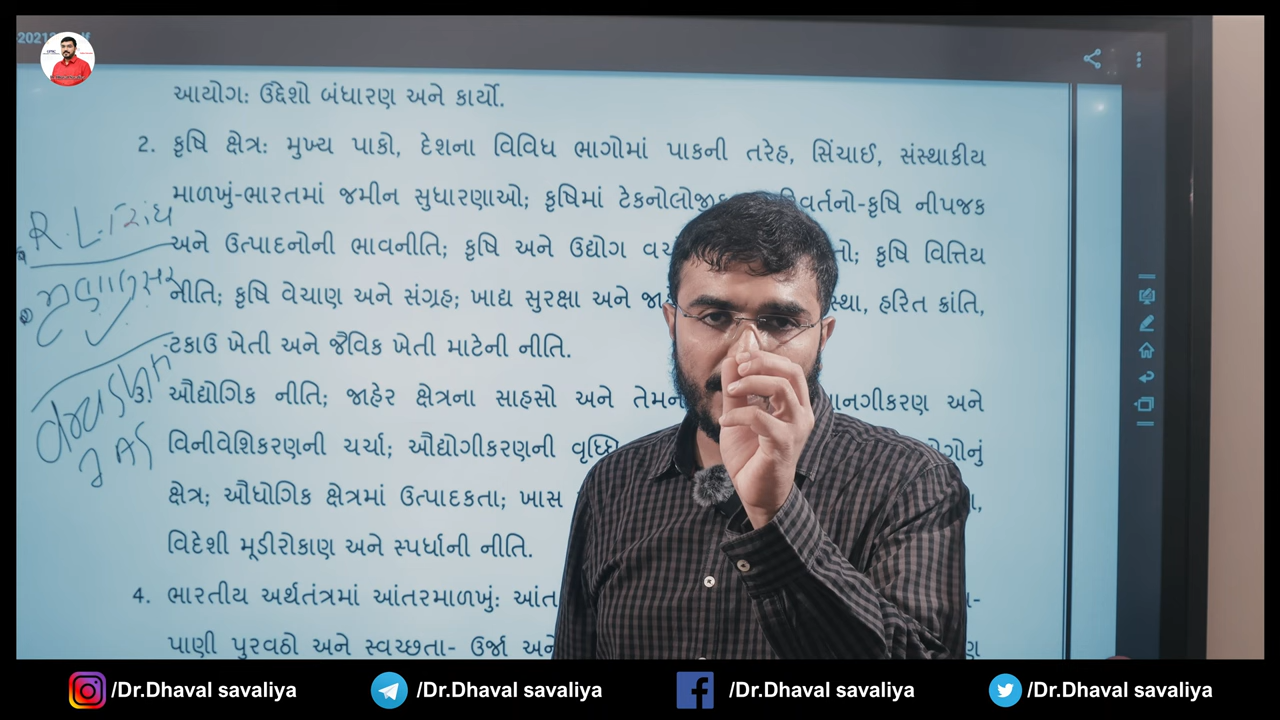 આયોગ: ઉદ્દેશો બંધારણ અને કાર્યો.
2. કૃષિ ક્ષેત્ર: મુખ્ય પાકો, દેશના વિવિધ ભાગોમાં પાકની તરેહ, સિંચાઈ, સંસ્થાકીય
માળખું-ભારતમાં જમીન સુધારણાઓ; કૃષિમાં નીપજક
R. L.
અને ઉત્પાદનોની ભાવનીતિ; કૃષિ અને ઉદ્યોગ કૃષિ વિત્તિય
નીતિ; કૃષિ વેચાણ અને સંગ્રહ; ખાદ્ય સુરક્ષા અને હરિત ક્રાંતિ,
ટકાઉ ખેતી અને જૈવિક ખેતી માટેની નીતિ.
ઔદ્યોગિક નીતિ; જાહેર ક્ષેત્રના સાહસો અને અને
વિનીવેશિકરણની ચર્ચા; ઔદ્યોગીકરણની
ક્ષેત્ર; ઔધોગિક ક્ષેત્રમાં ઉત્પાદકતા; ખાસ
વિદેશી મૂડીરોકાણ અને સ્પર્ધાની નીતિ.
4. ભારતીય અર્થતંત્રમાં આંતરમાળખું:
પાણી પુરવઠો અને સ્વચ્છતા- ઉર્જા
/Dr.Dhaval savaliya /Dr.Dhaval savaliya /Dr.Dhaval savaliya /Dr.Dhaval savaliya